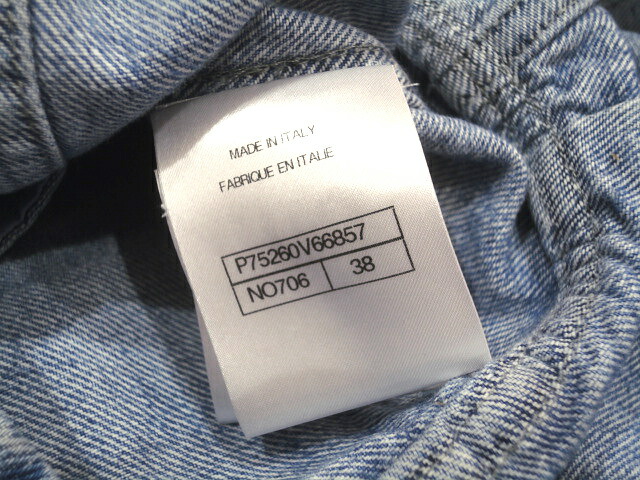 MADE IN ITALY
FABRIQUE EN ITALIE
P75260V66857
NO706 38